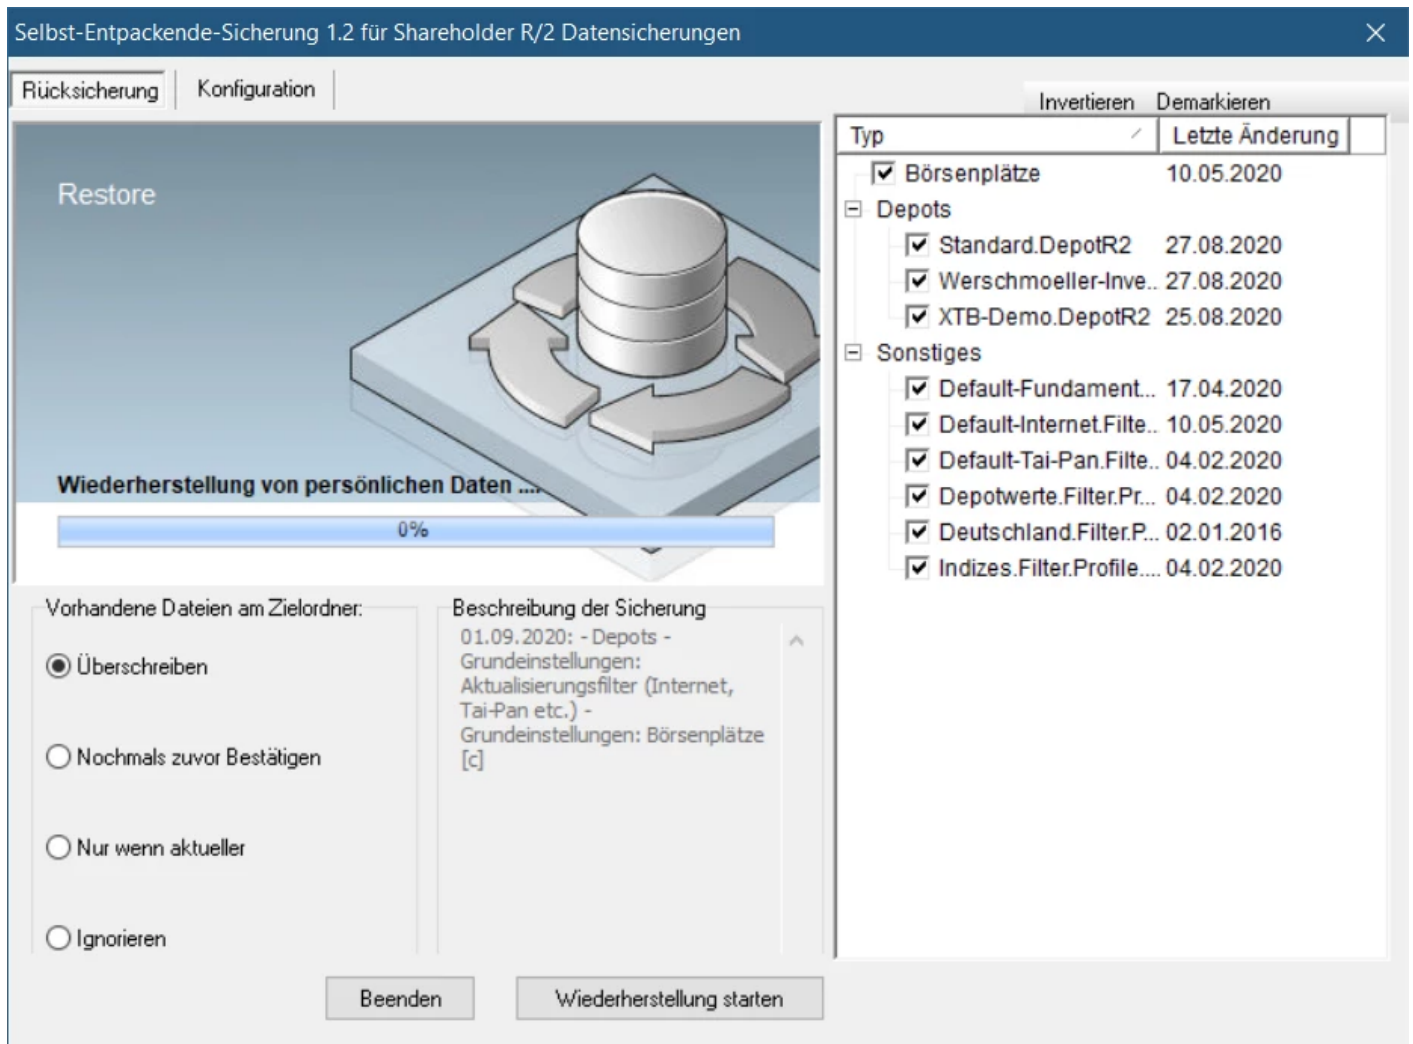 Selbst-Entpackende-Sicherung 1.2 für Shareholder R/2 Datensicherungen
Rücksicherung
Konfiguration
Invertieren Demarkieren
Restore
Wiederherstellung von persönlichen Daten ....
0%
Typ Letzte Änderung
Börsenplätze 10.05.2020
Depots
Standard.DepotR2 27.08.2020
Werschmoeller-Inve... 27.08.2020
XTB-Demo.DepotR2 25.08.2020
Sonstiges
Default-Fundament... 17.04.2020
Default-Internet.Filte... 10.05.2020
Default-Tai-Pan.Filte... 04.02.2020
Depotwerte.Filter.Pr... 04.02.2020
Deutschland.Filter.P... 02.01.2016
Indizes.Filter.Profile.... 04.02.2020
Vorhandene Dateien am Zielordner:
Überschreiben
Nochmals zuvor Bestätigen
Nur wenn aktueller
Ignorieren
Beschreibung der Sicherung
01.09.2020: - Depots -
Grundeinstellungen:
Aktualisierungsfilter (Internet,
Tai-Pan etc.) -
Grundeinstellungen: Börsenplätze
[c]
Beenden
Wiederherstellung starten